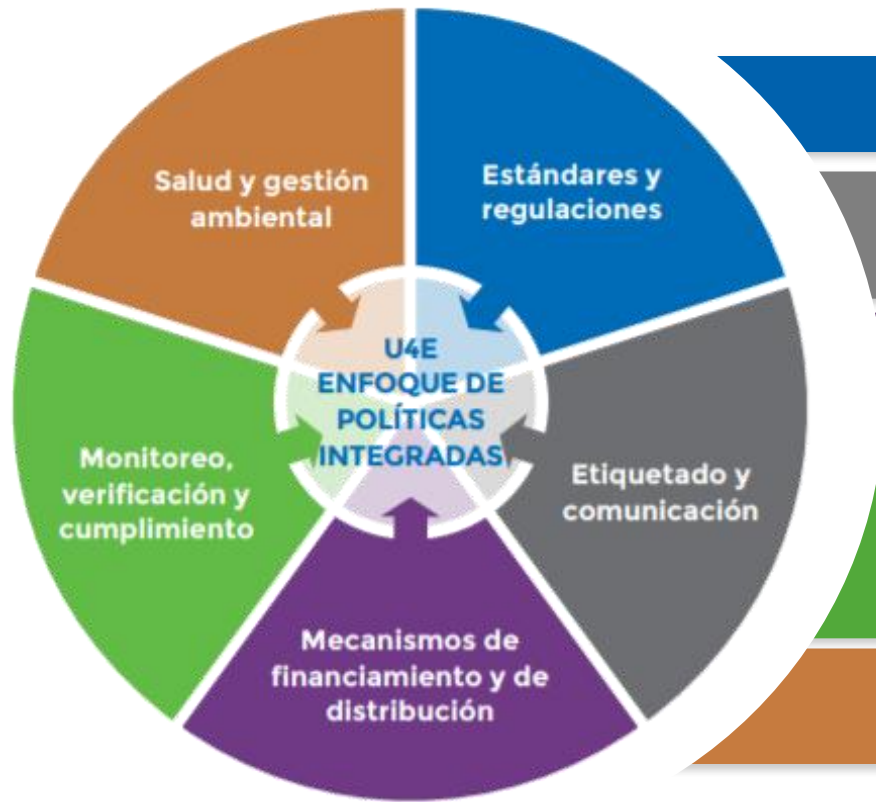 Salud y gestión
ambiental
Estándares y
regulaciones
U4E
ENFOQUE DE
POLÍTICAS
INTEGRADAS
Monitoreo,
verificación y
cumplimiento
Etiquetado y
comunicación
Mecanismos de
financiamiento y de
distribución